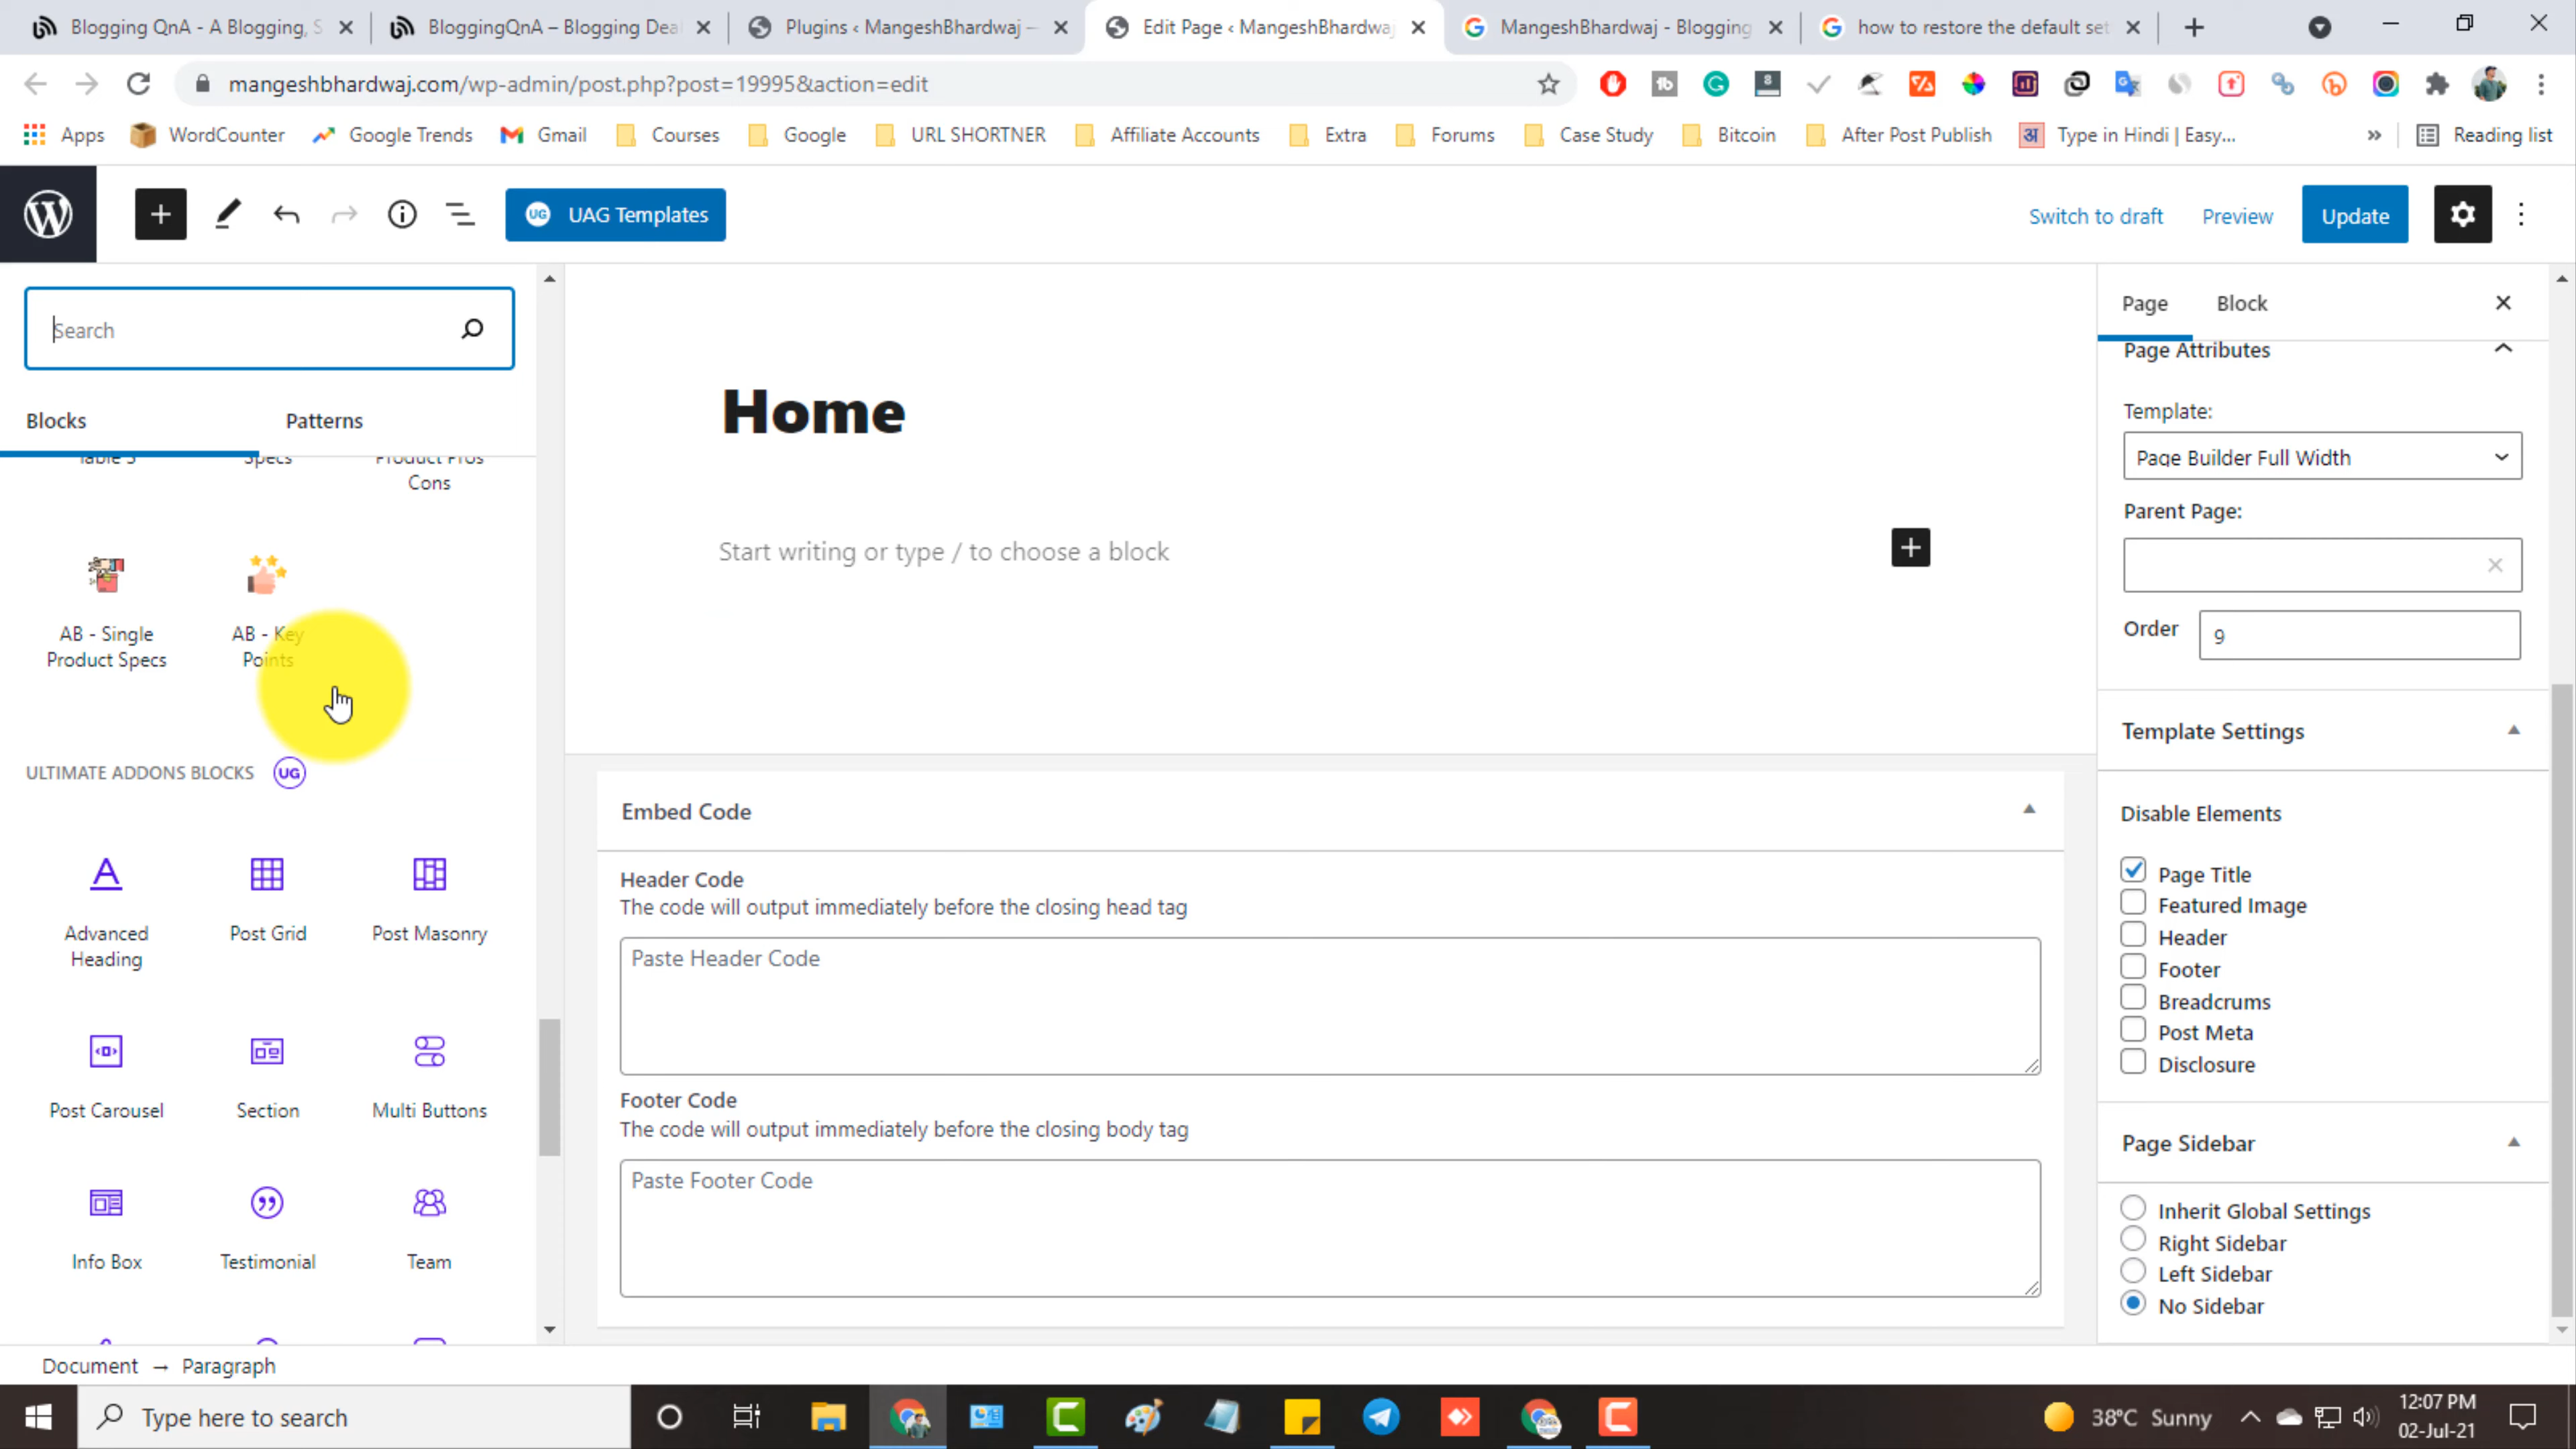 Blogging QnA - A Blogging, S
BloggingQnA – Blogging Deal
Plugins ‹ MangeshBhardwaj —
Edit Page ‹ MangeshBhardwaj
MangeshBhardwaj - Blogging
how to restore the default set
mangeshbhardwaj.com/wp-admin/post.php?post=19995&action=edit
Apps
WordCounter
Google Trends
Gmail
Courses
Google
URL SHORTNER
Affiliate Accounts
Extra
Forums
Case Study
Bitcoin
After Post Publish
Type in Hindi | Easy...
»
Reading list
UAG Templates
Switch to draft
Preview
Update
Search
Blocks
Patterns
Table 3
Specs
Product Pros
Cons
AB - Single
Product Specs
AB - Key
Points
ULTIMATE ADDONS BLOCKS
UG
Advanced
Heading
Post Grid
Post Masonry
Post Carousel
Section
Multi Buttons
Info Box
Testimonial
Team
Home
Start writing or type / to choose a block
Embed Code
Header Code
The code will output immediately before the closing head tag
Paste Header Code
Footer Code
The code will output immediately before the closing body tag
Paste Footer Code
Page
Block
Page Attributes
Template:
Page Builder Full Width
Parent Page:
Order
9
Template Settings
Disable Elements
Page Title
Featured Image
Header
Footer
Breadcrums
Post Meta
Disclosure
Page Sidebar
Inherit Global Settings
Right Sidebar
Left Sidebar
No Sidebar
Document → Paragraph
Type here to search
38°C Sunny
12:07 PM
02-Jul-21